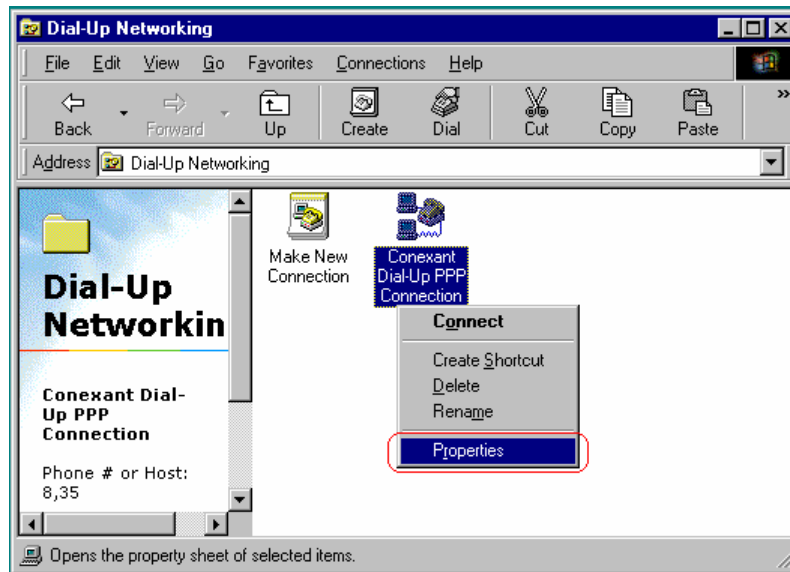 Dial-Up Networking
File Edit View Go Favorites Connections Help
Back Forward Up Create Dial Cut Copy Paste »
Address Dial-Up Networking
Dial-Up
Networkin
Conexant Dial-
Up PPP
Connection
Phone # or Host:
8,35
Make New
Connection
Conexant
Dial-Up PPP
Connection
Connect
Create Shortcut
Delete
Rename
Properties
Opens the property sheet of selected items.